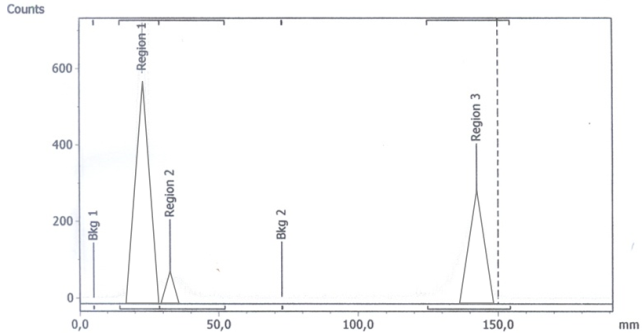 Counts
600
400
200
0
Bkg 1
Region 1
Region 2
Bkg 2
Region 3
0,0
50,0
100,0
150,0
mm